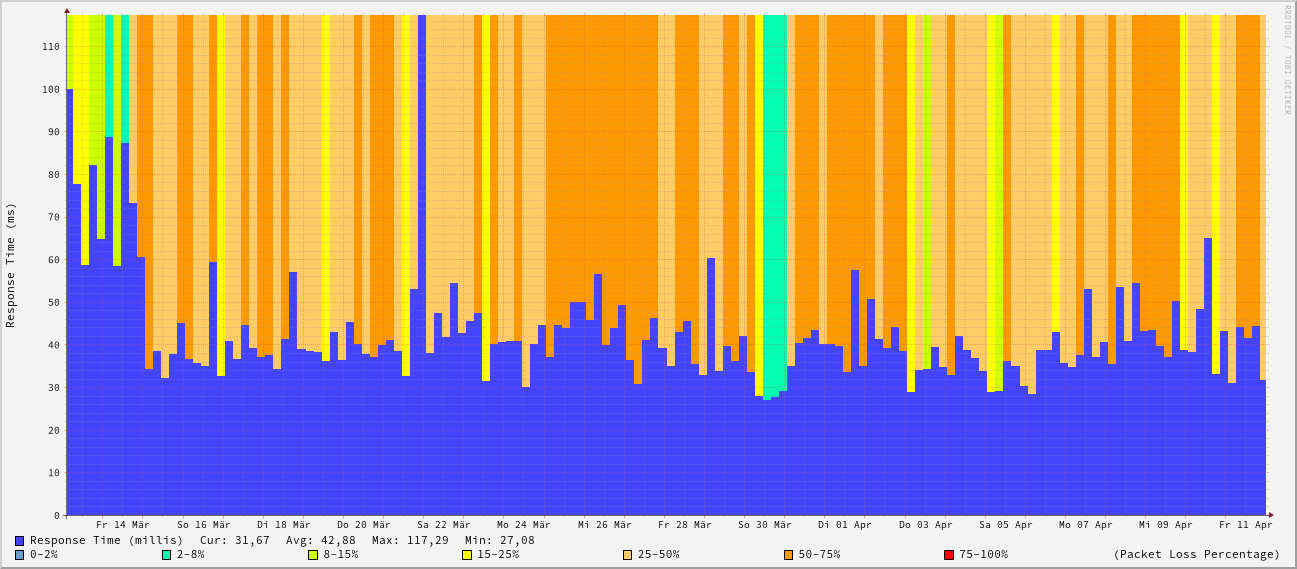 RRDTOOL / TOBI OETIKER
Response Time (ms)
110
100
90
80
70
60
50
40
30
20
10
0
Fr 14 Mär So 16 Mär Di 18 Mär Do 20 Mär Sa 22 Mär Mo 24 Mär Mi 26 Mär Fr 28 Mär So 30 Mär Di 01 Apr Do 03 Apr Sa 05 Apr Mo 07 Apr Mi 09 Apr Fr 11 Apr
Response Time (millis) Cur: 31,67 Avg: 42,88 Max: 117,29 Min: 27,08
0-2% 2-8% 8-15% 15-25% 25-50% 50-75% 75-100% (Packet Loss Percentage)